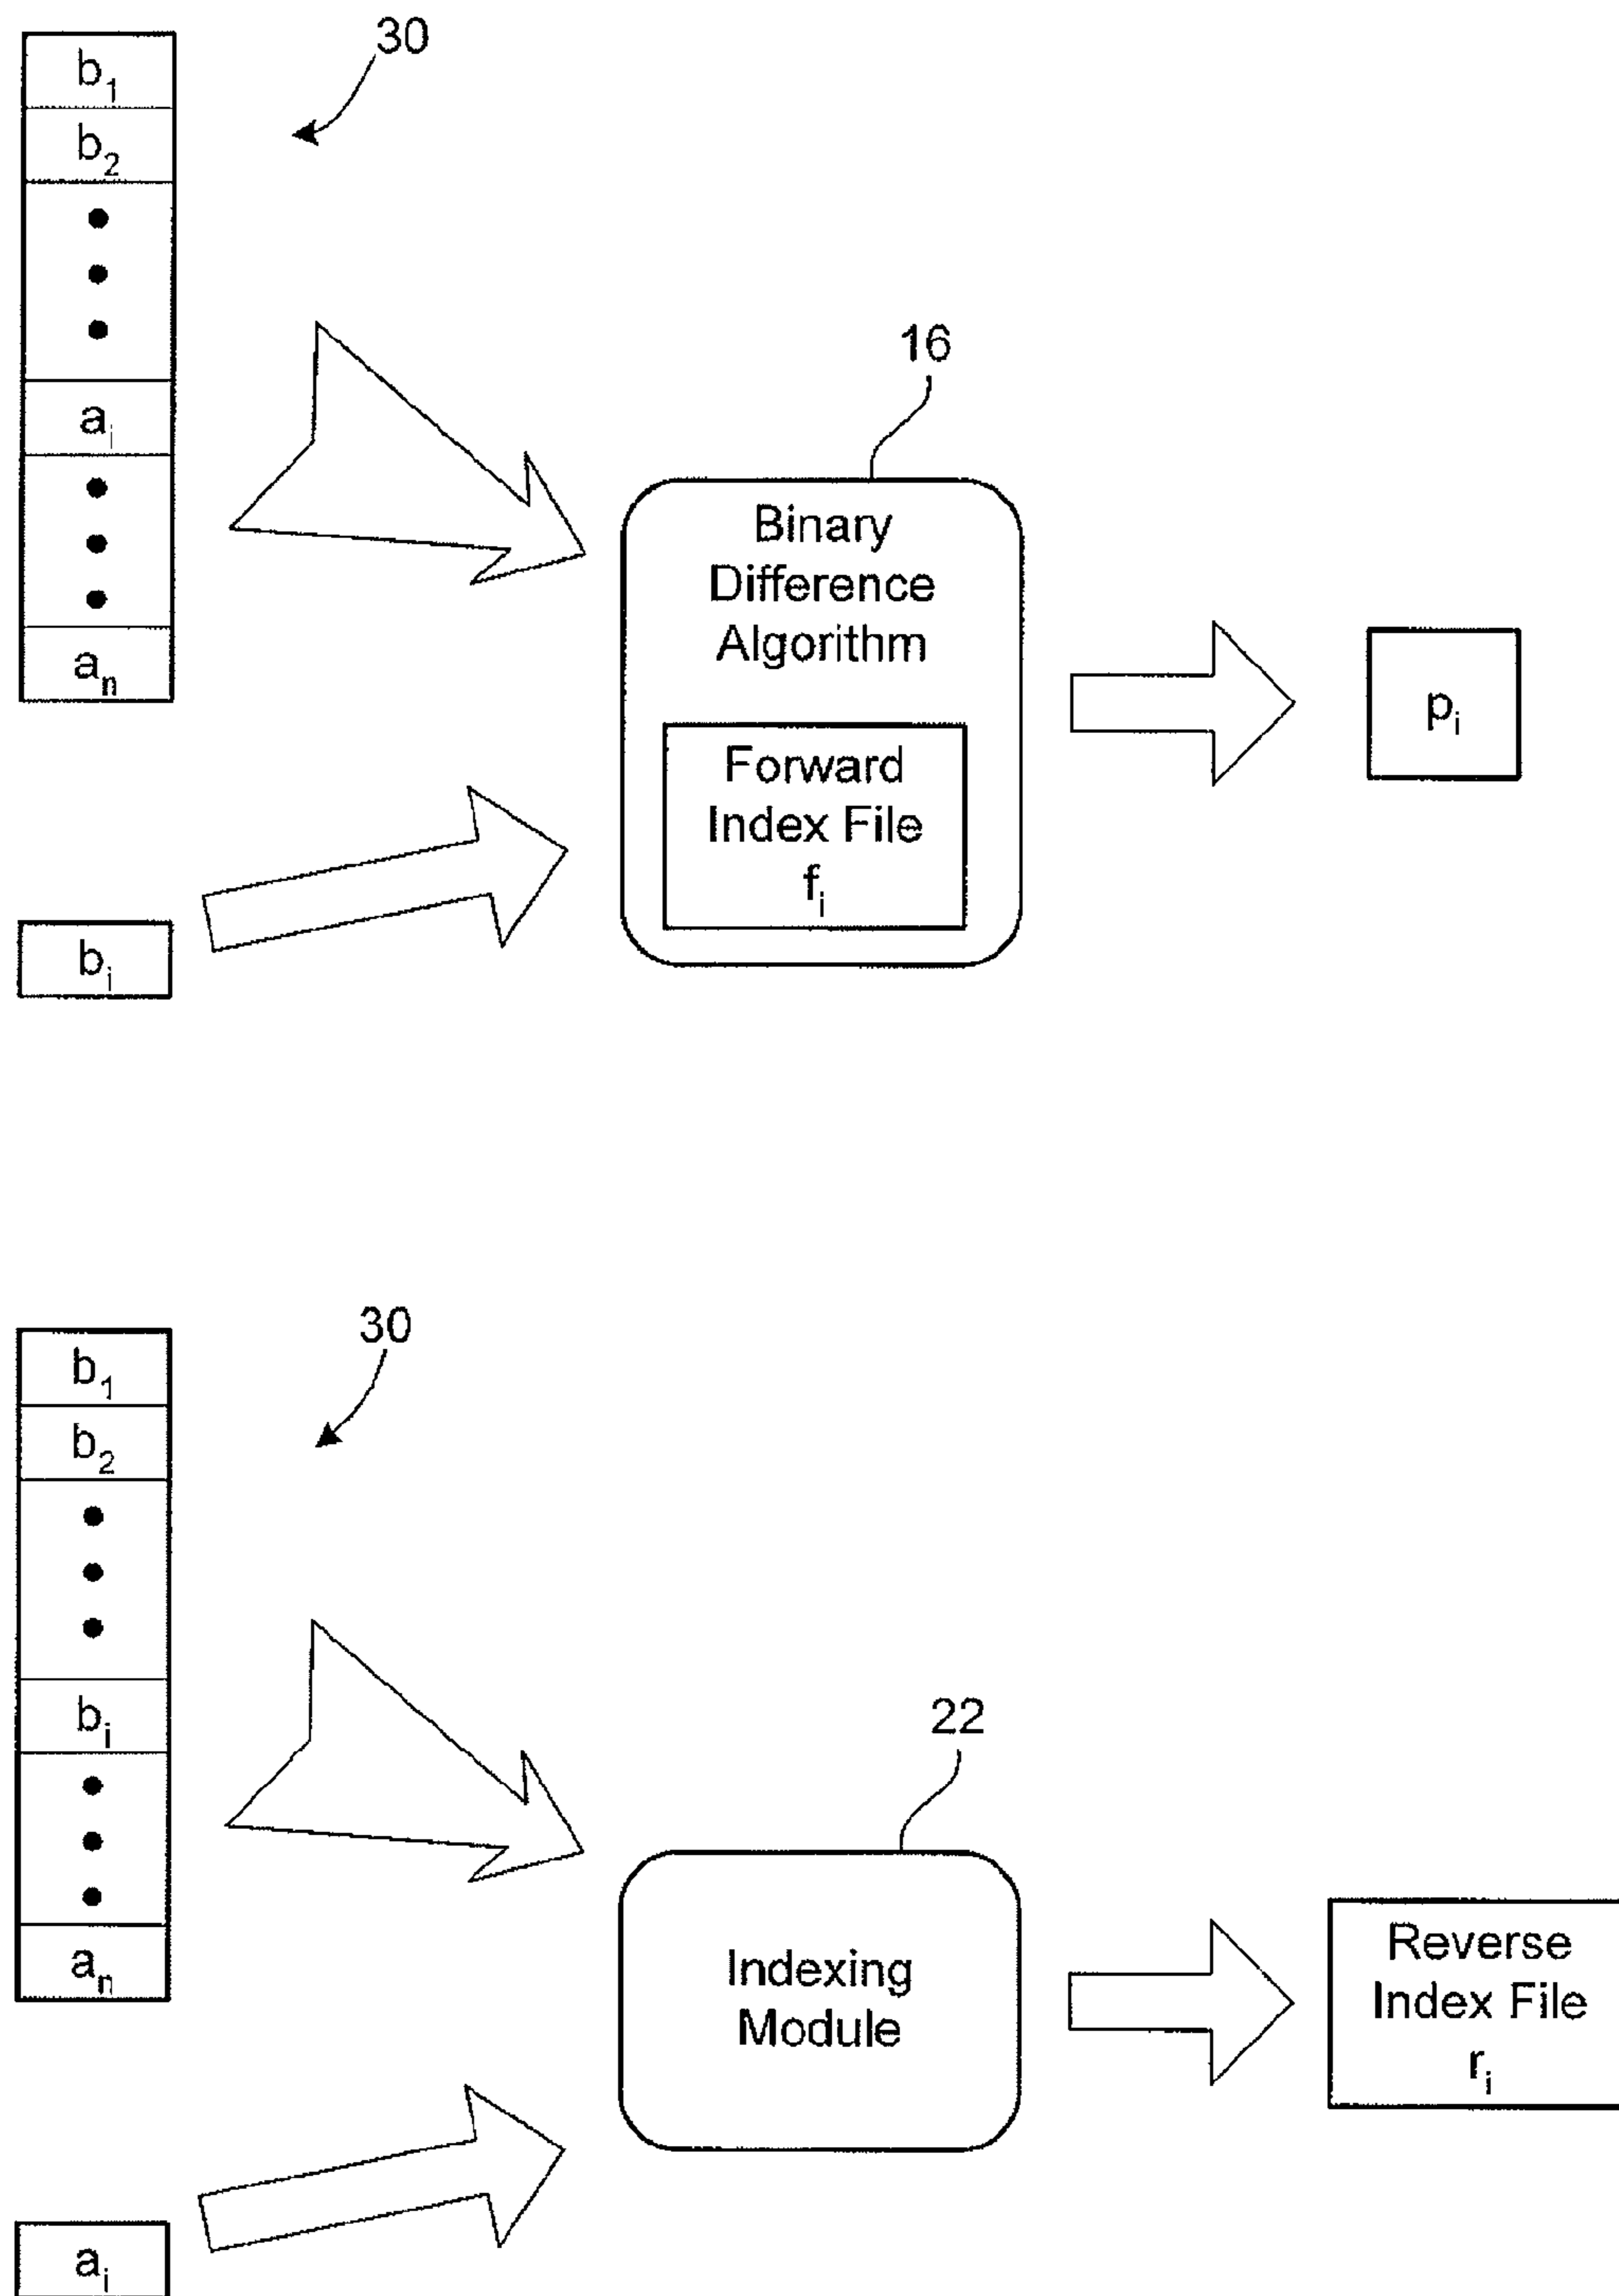 30
b₁
b₂
aᵢ
aₙ
bᵢ
16
Binary
Difference
Algorithm
Forward
Index File
fᵢ
pᵢ
30
b₁
b₂
bᵢ
aₙ
aᵢ
22
Indexing
Module
Reverse
Index File
rᵢ